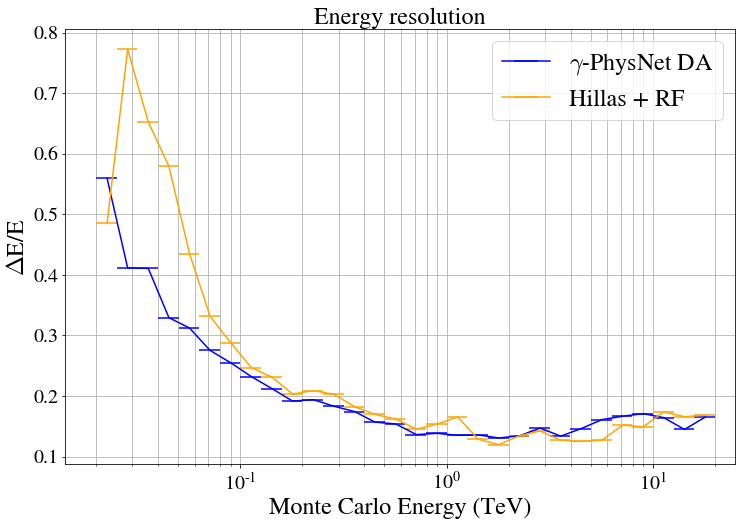 Energy resolution
0.8
0.7
0.6
0.5
0.4
0.3
0.2
0.1
ΔE/E
γ-PhysNet DA
Hillas + RF
10⁻¹ 10⁰ 10¹
Monte Carlo Energy (TeV)